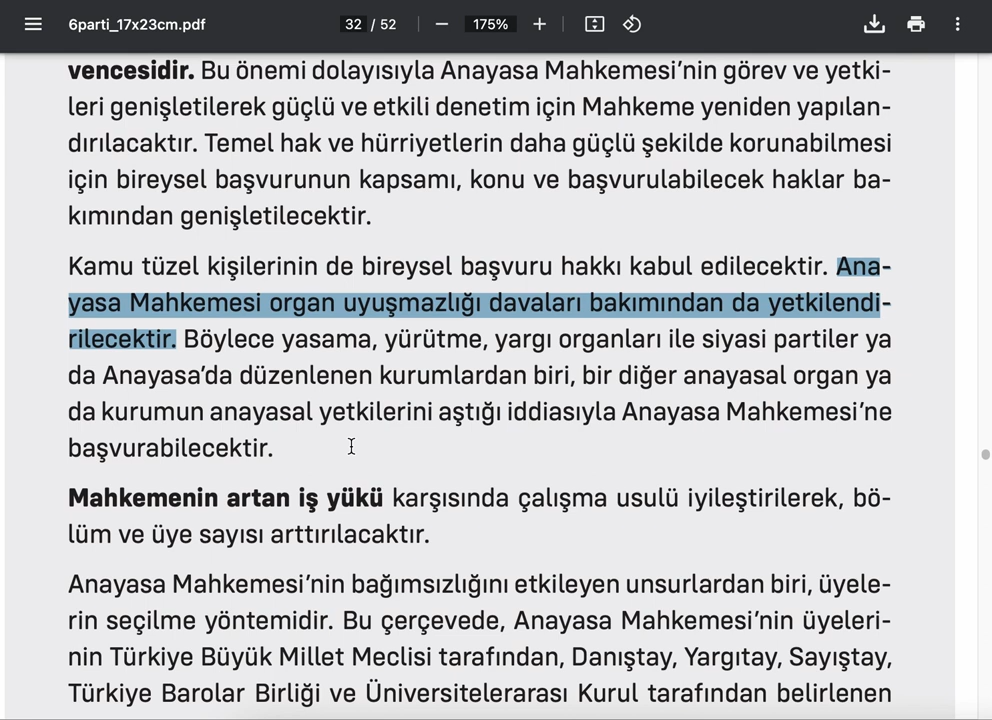 6parti_17x23cm.pdf
32 / 52
175%
vencesidir. Bu önemi dolayısıyla Anayasa Mahkemesi’nin görev ve yetki-
leri genişletilerek güçlü ve etkili denetim için Mahkeme yeniden yapılan-
dırılacaktır. Temel hak ve hürriyetlerin daha güçlü şekilde korunabilmesi
için bireysel başvurunun kapsamı, konu ve başvurulabilecek haklar ba-
kımından genişletilecektir.
Kamu tüzel kişilerinin de bireysel başvuru hakkı kabul edilecektir. Ana-
yasa Mahkemesi organ uyuşmazlığı davaları bakımından da yetkilendi-
rilecektir. Böylece yasama, yürütme, yargı organları ile siyasi partiler ya
da Anayasa’da düzenlenen kurumlardan biri, bir diğer anayasal organ ya
da kurumun anayasal yetkilerini aştığı iddiasıyla Anayasa Mahkemesi’ne
başvurabilecektir.
Mahkemenin artan iş yükü karşısında çalışma usulü iyileştirilerek, bö-
lüm ve üye sayısı arttırılacaktır.
Anayasa Mahkemesi’nin bağımsızlığını etkileyen unsurlardan biri, üyele-
rin seçilme yöntemidir. Bu çerçevede, Anayasa Mahkemesi’nin üyeleri-
nin Türkiye Büyük Millet Meclisi tarafından, Danıştay, Yargıtay, Sayıştay,
Türkiye Barolar Birliği ve Üniversitelerarası Kurul tarafından belirlenen